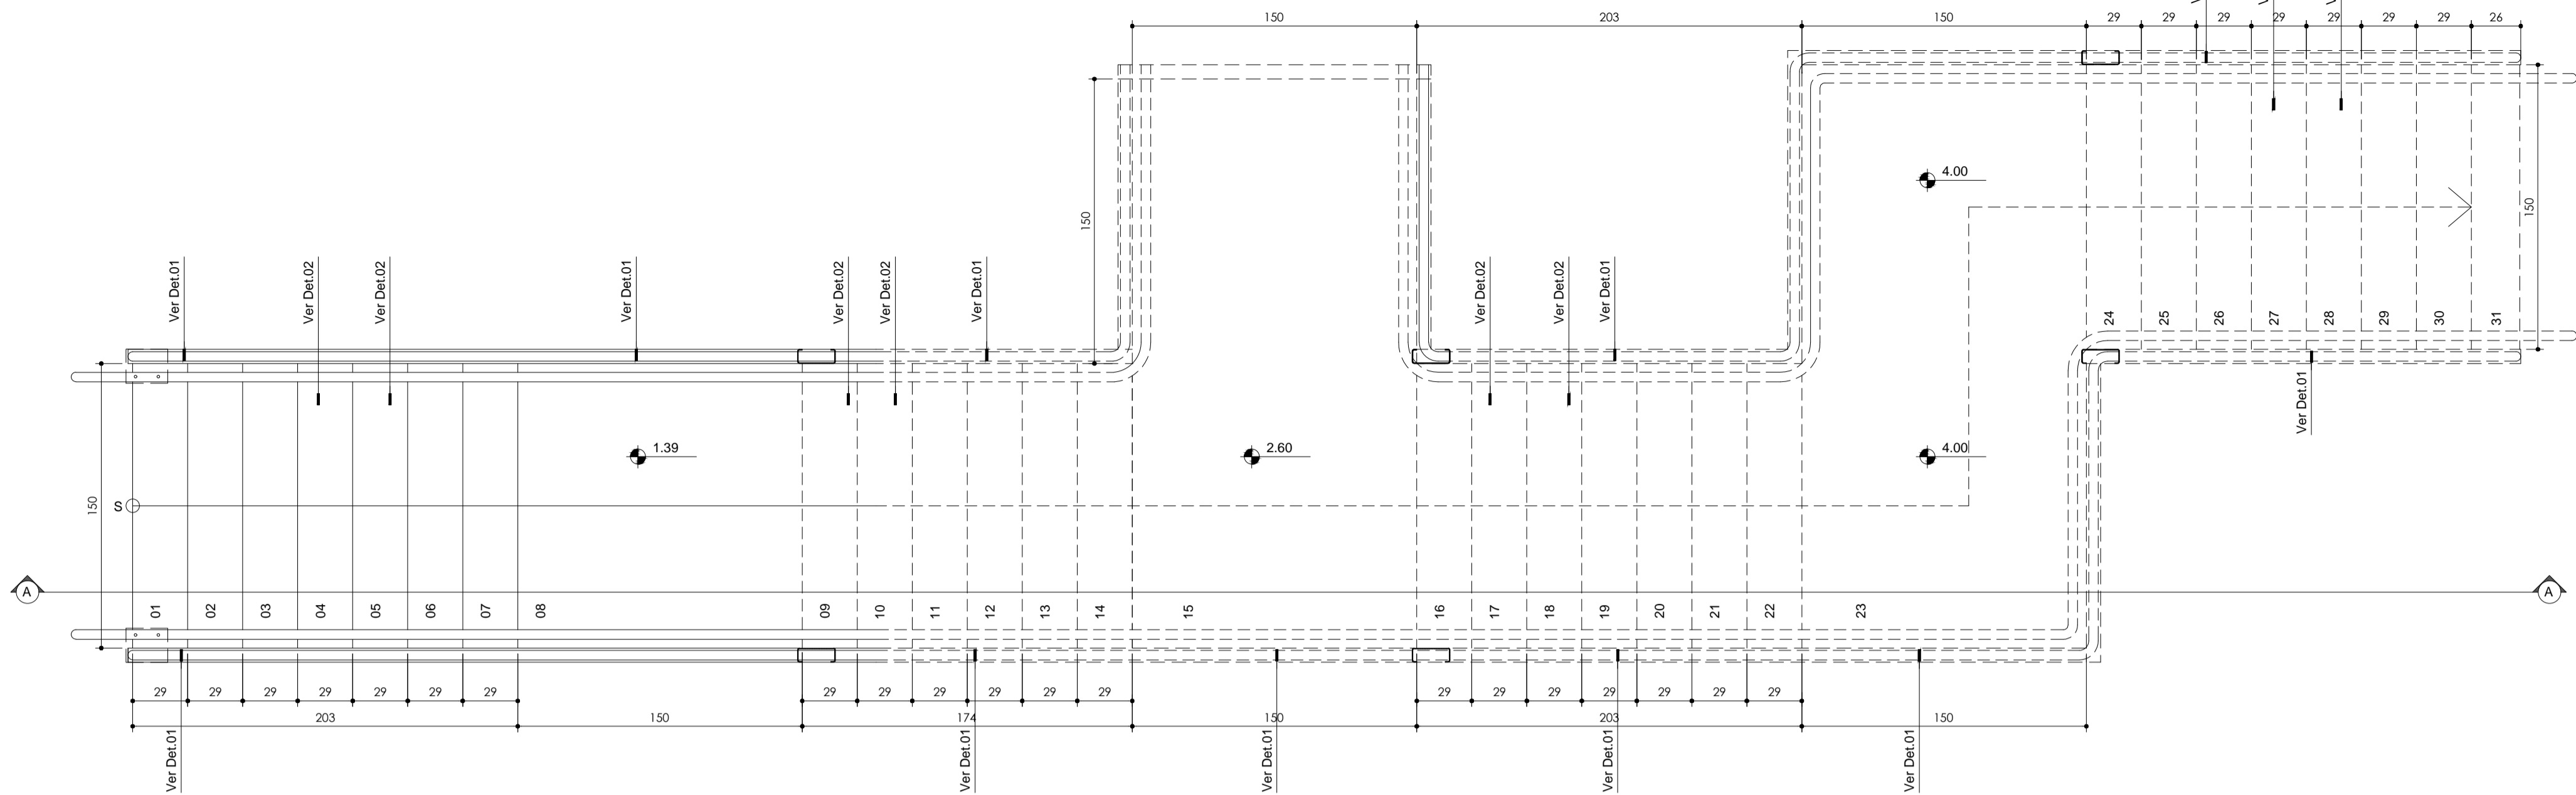 150 203 150 29 29 29 29 29 29 29 26
4.00
150
150
Ver Det.01
Ver Det.02
Ver Det.02
Ver Det.01
Ver Det.02
Ver Det.02
Ver Det.01
Ver Det.02
Ver Det.02
Ver Det.01
24 25 26 27 28 29 30 31
Ver Det.01
1.39
2.60
4.00
150
S
A
A
01 02 03 04 05 06 07 08 09 10 11 12 13 14 15 16 17 18 19 20 21 22 23
29 29 29 29 29 29 29 29 29 29 29 29 29 29 29 29 29 29 29 29
203 150 174 150 203 150
Ver Det.01
Ver Det.01
Ver Det.01
Ver Det.01
Ver Det.01